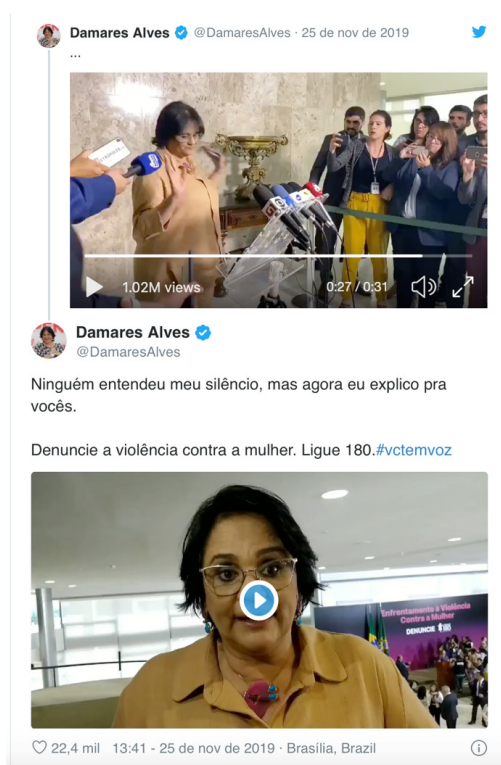 Damares Alves @DamaresAlves · 25 de nov de 2019
...
1.02M views 0:27 / 0:31
Damares Alves
@DamaresAlves
Ninguém entendeu meu silêncio, mas agora eu explico pra
vocês.
Denuncie a violência contra a mulher. Ligue 180.#vctemvoz
Enfrentamento a Violência
Contra a Mulher
DENUNCIE
22,4 mil 13:41 - 25 de nov de 2019 · Brasília, Brazil